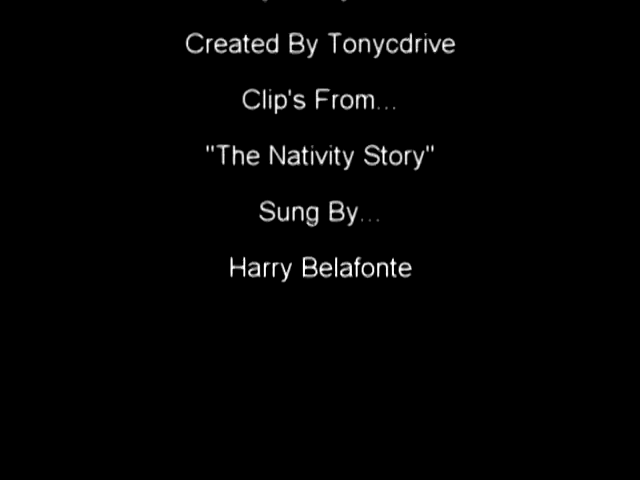 Created By Tonycdrive
Clip's From...
"The Nativity Story"
Sung By...
Harry Belafonte